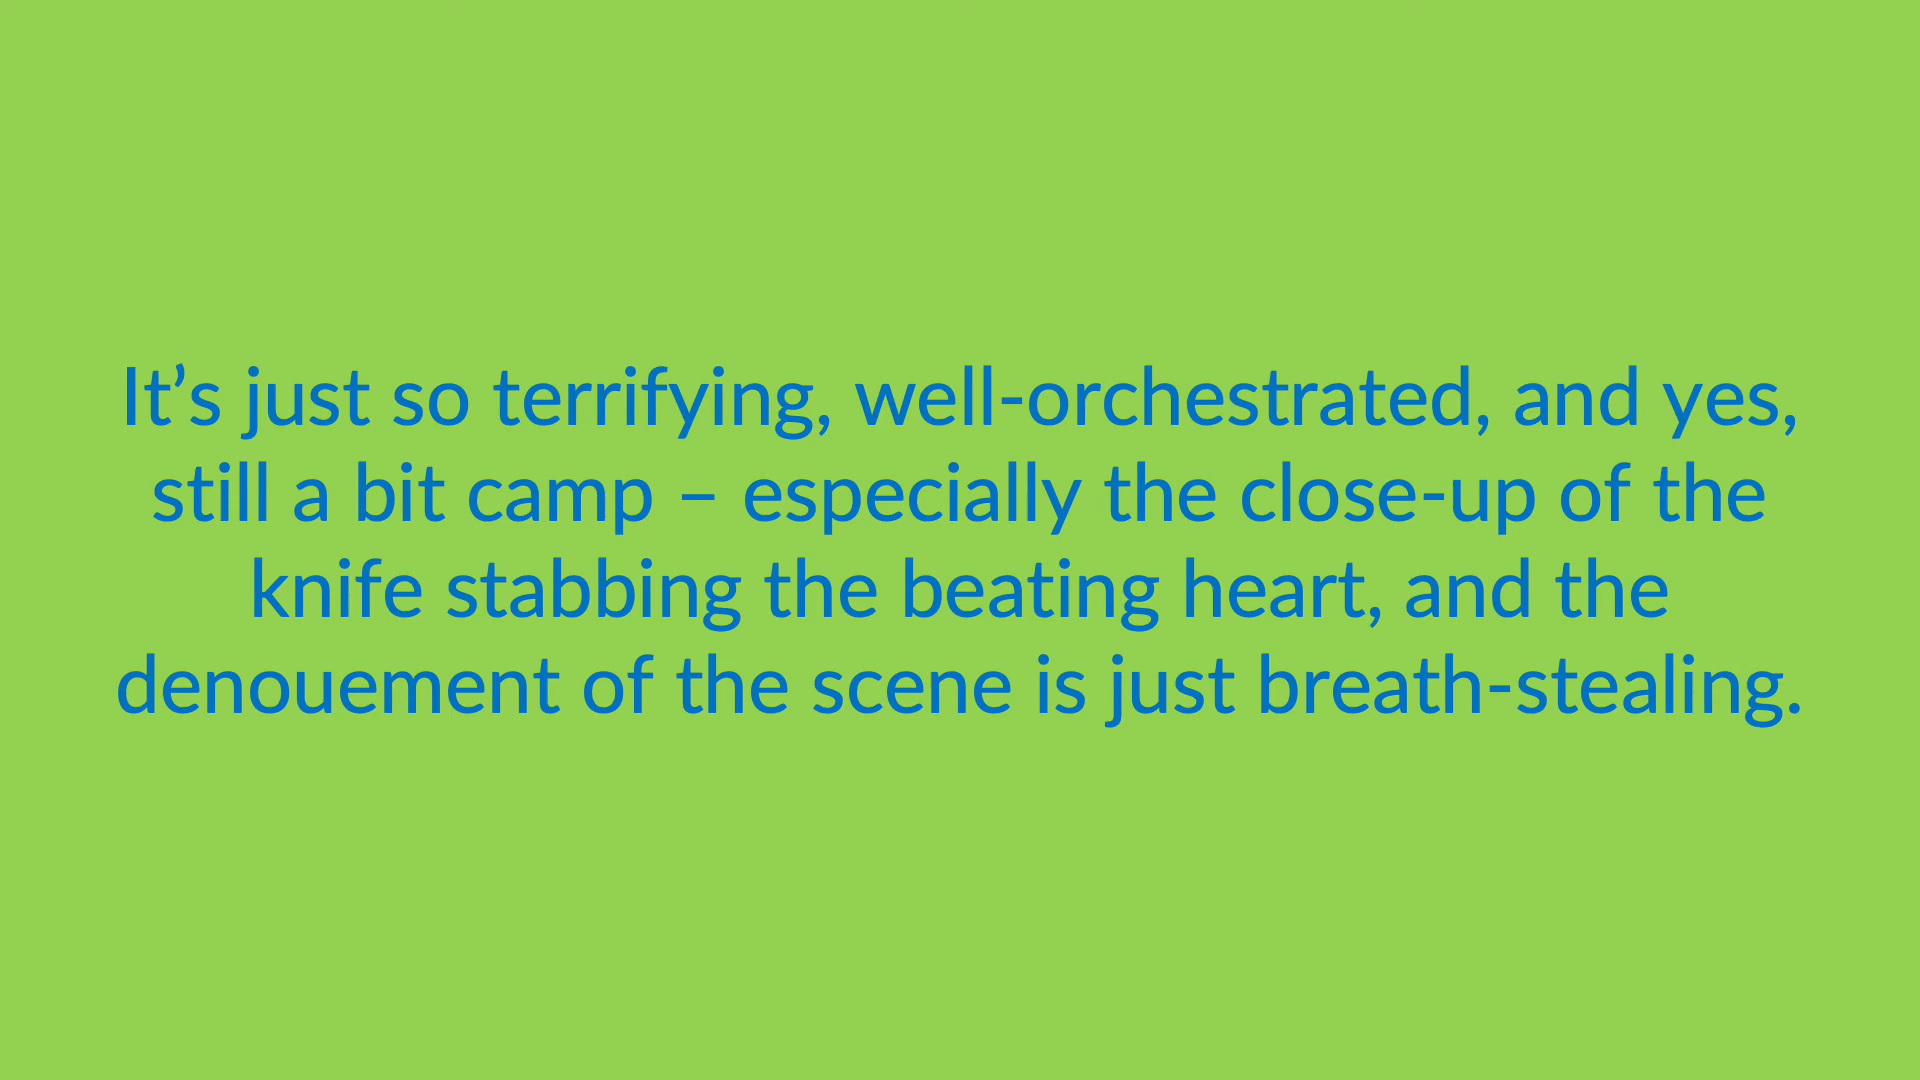 It’s just so terrifying, well-orchestrated, and yes,
still a bit camp – especially the close-up of the
knife stabbing the beating heart, and the
denouement of the scene is just breath-stealing.